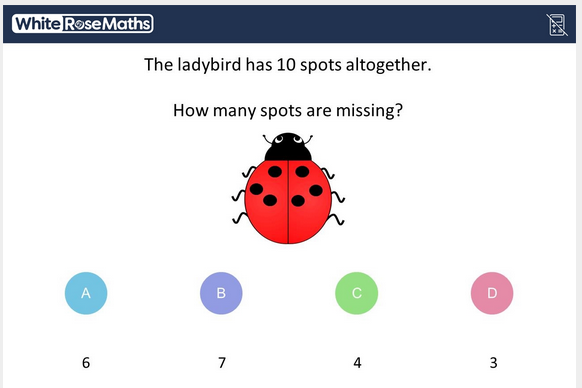 White Rose Maths
The ladybird has 10 spots altogether.
How many spots are missing?
A B C D
6 7 4 3